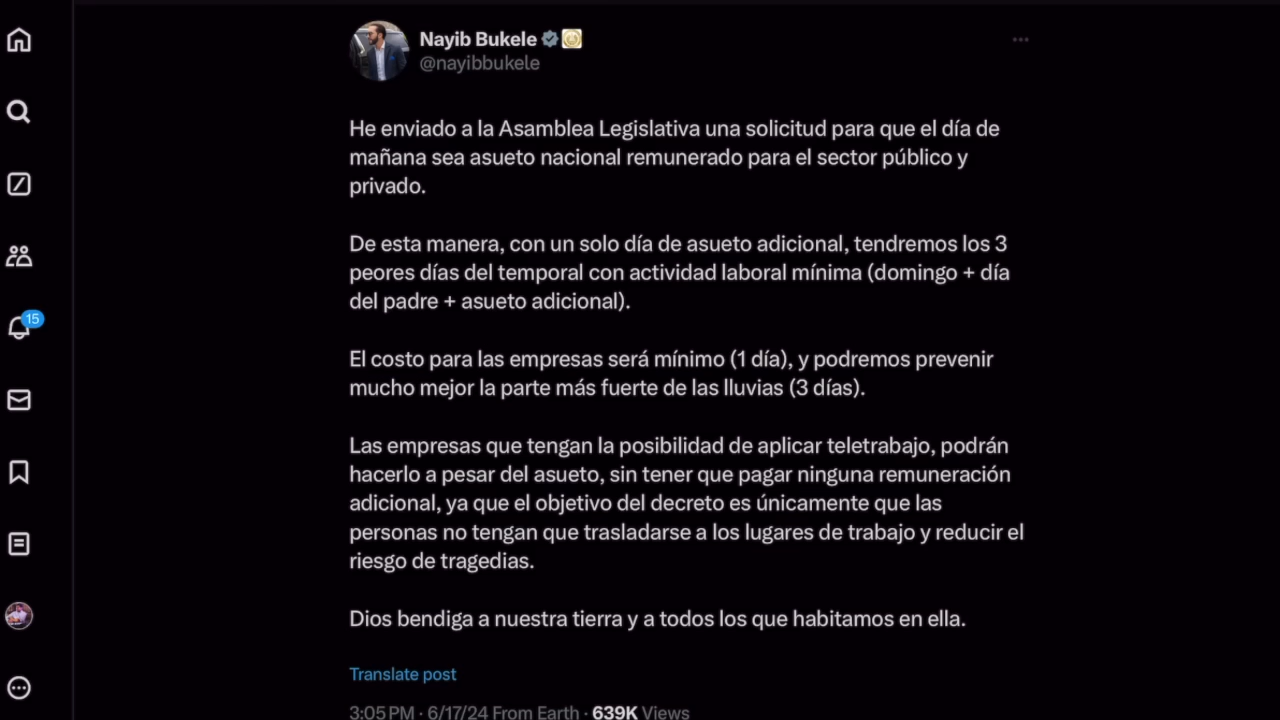 Nayib Bukele
@nayibbukele
He enviado a la Asamblea Legislativa una solicitud para que el día de
mañana sea asueto nacional remunerado para el sector público y
privado.
De esta manera, con un solo día de asueto adicional, tendremos los 3
peores días del temporal con actividad laboral mínima (domingo + día
del padre + asueto adicional).
El costo para las empresas será mínimo (1 día), y podremos prevenir
mucho mejor la parte más fuerte de las lluvias (3 días).
15
Las empresas que tengan la posibilidad de aplicar teletrabajo, podrán
hacerlo a pesar del asueto, sin tener que pagar ninguna remuneración
adicional, ya que el objetivo del decreto es únicamente que las
personas no tengan que trasladarse a los lugares de trabajo y reducir el
riesgo de tragedias.
Dios bendiga a nuestra tierra y a todos los que habitamos en ella.
Translate post
3:05 PM · 6/17/24 From Earth · 639K Views